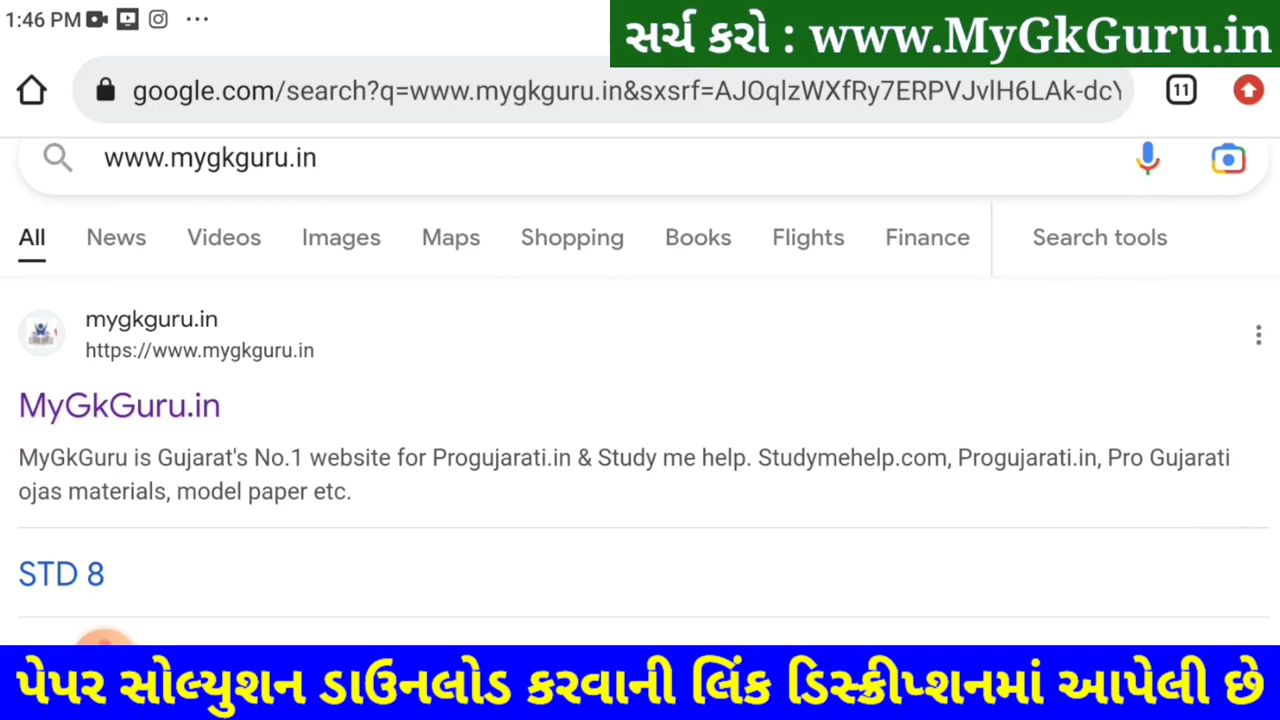 1:46 PM
સર્ચ કરો : www.MyGkGuru.in
google.com/search?q=www.mygkguru.in&sxsrf=AJOqlzWXfRy7ERPVJvlH6LAk-dcY
11
www.mygkguru.in
All News Videos Images Maps Shopping Books Flights Finance Search tools
mygkguru.in
https://www.mygkguru.in
MyGkGuru.in
MyGkGuru is Gujarat's No.1 website for Progujarati.in & Study me help. Studymehelp.com, Progujarati.in, Pro Gujarati
ojas materials, model paper etc.
STD 8
પેપર સોલ્યુશન ડાઉનલોડ કરવાની લિંક ડિસ્ક્રીપ્શનમાં આપેલી છે